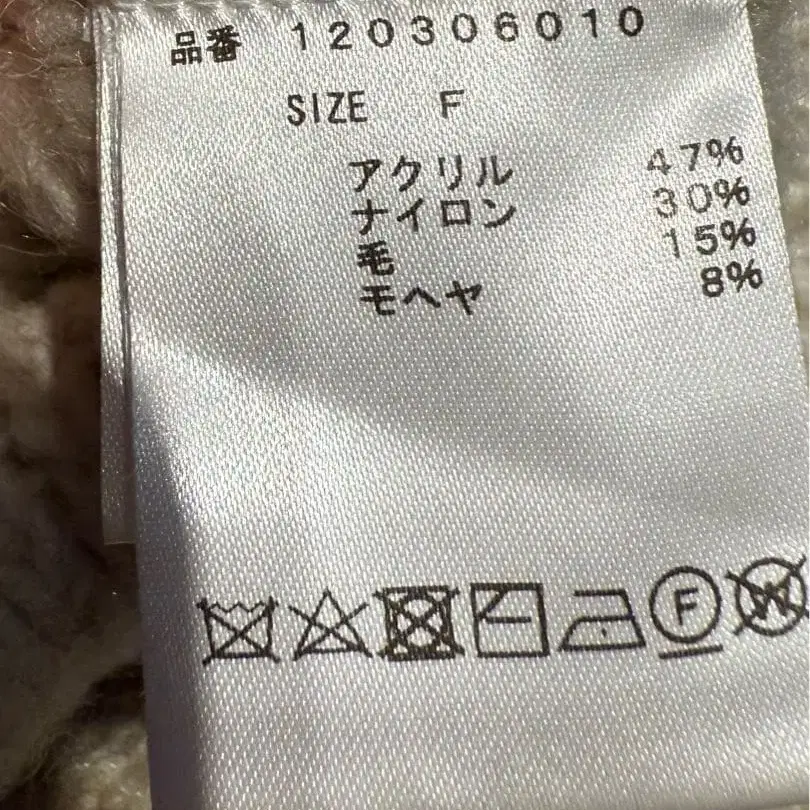 品番 120306010
SIZE F
アクリル 47%
ナイロン 30%
毛 15%
モヘヤ 8%
F W